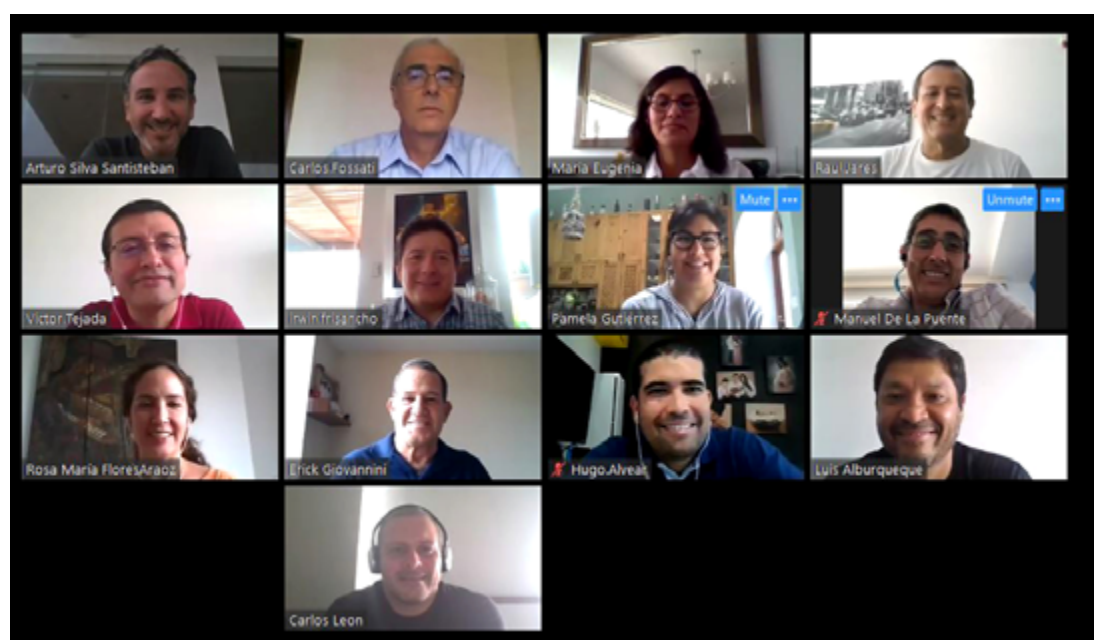 Arturo Silva Santisteban
Carlos Fossati
Maria Eugenia
Raul Jares
Victor Tejada
Irwin frisancho
Mute
Pamela Gutierrez
Unmute
Manuel De La Puente
Rosa María FloresAraoz
Erick Giovannini
Hugo.Alvear
Luis Alburqueque
Carlos Leon